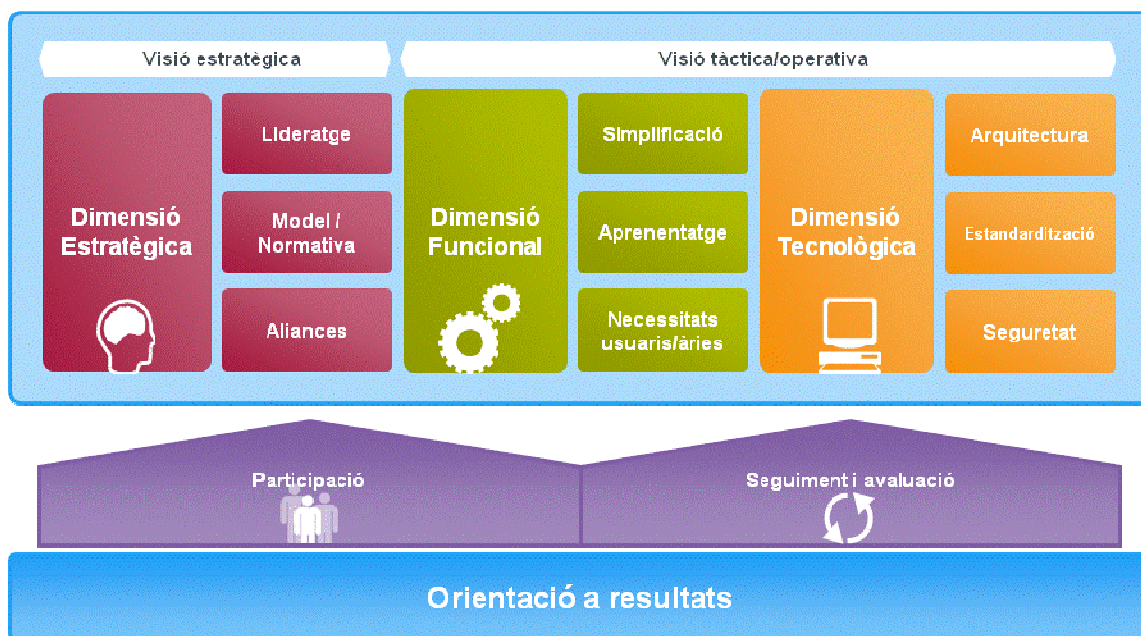 Visió estratègica
Visió tàctica/operativa
Dimensió
Estratègica
Lideratge
Model /
Normativa
Aliances
Dimensió
Funcional
Simplificació
Aprenentatge
Necessitats
usuaris/àries
Dimensió
Tecnològica
Arquitectura
Estandardització
Seguretat
Participació
Seguiment i avaluació
Orientació a resultats